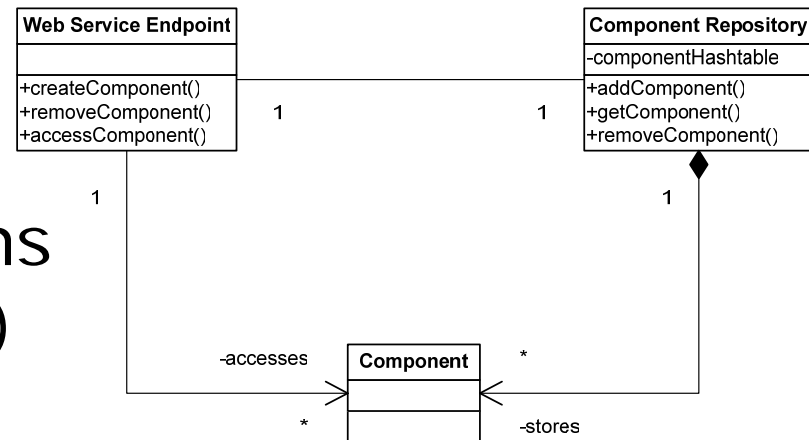 Web Service Endpoint
+createComponent()
+removeComponent()
+accessComponent()
Component Repository
-componentHashtable
+addComponent()
+getComponent()
+removeComponent()
1
1
1
1
ns
)
-accesses
*
Component
*
-stores